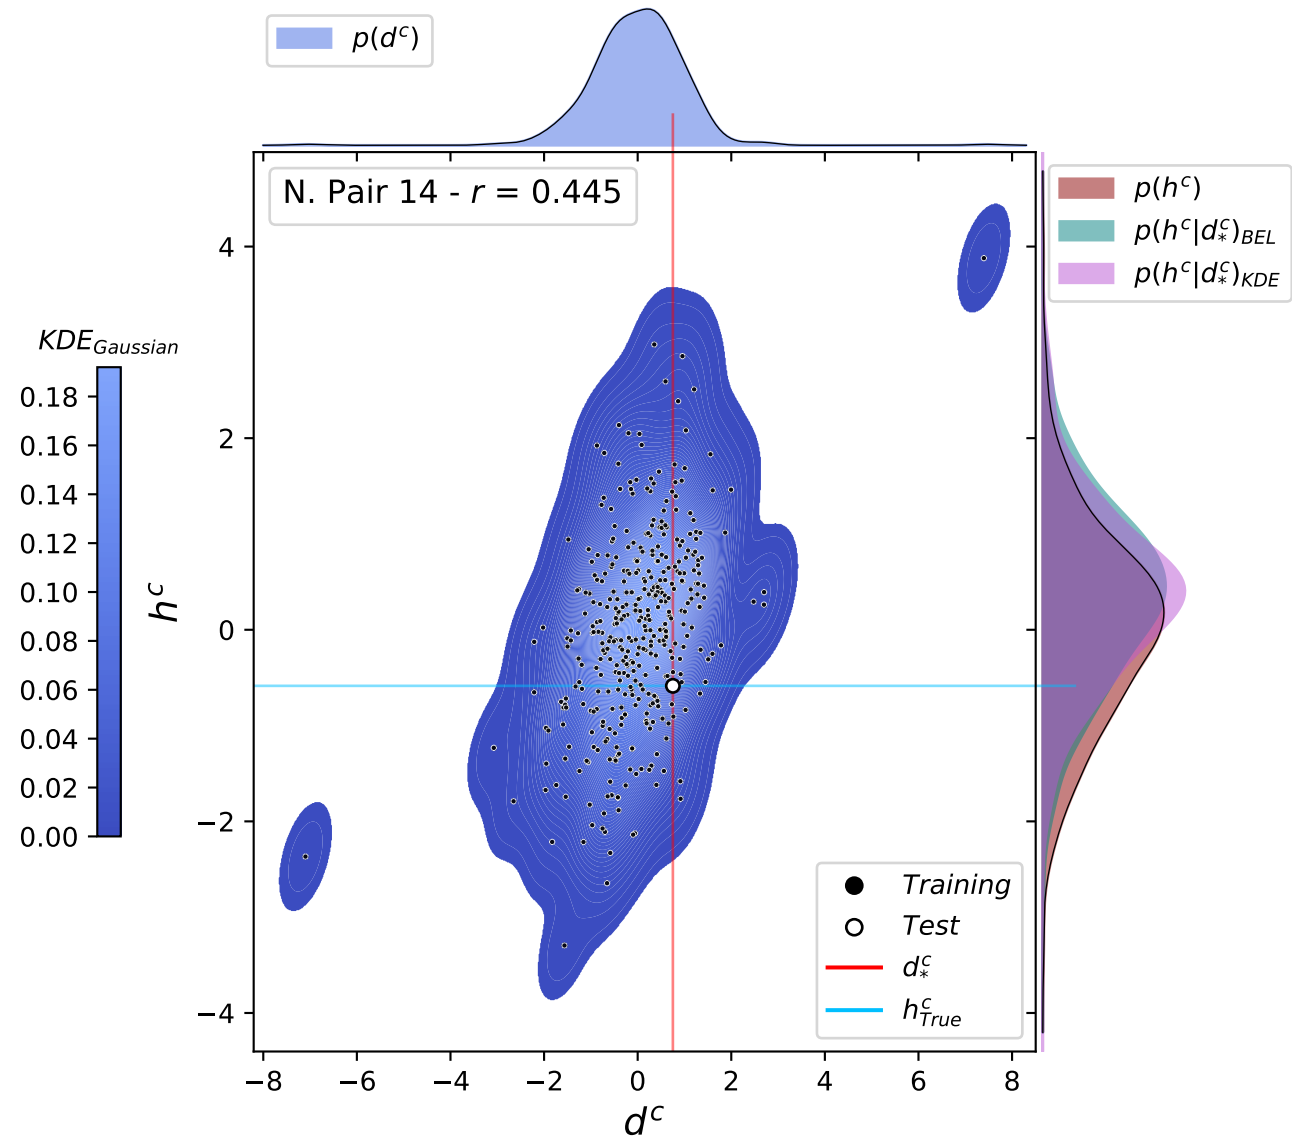 p(d^c)
N. Pair 14 - r = 0.445
p(h^c)
p(h^c|d^c_*)_BEL
p(h^c|d^c_*)_KDE
KDE_Gaussian
0.18
0.16
0.14
0.12
0.10
0.08
0.06
0.04
0.02
0.00
h^c
4
2
0
−2
−4
Training
Test
d^c_*
h^c_True
−8 −6 −4 −2 0 2 4 6 8
d^c